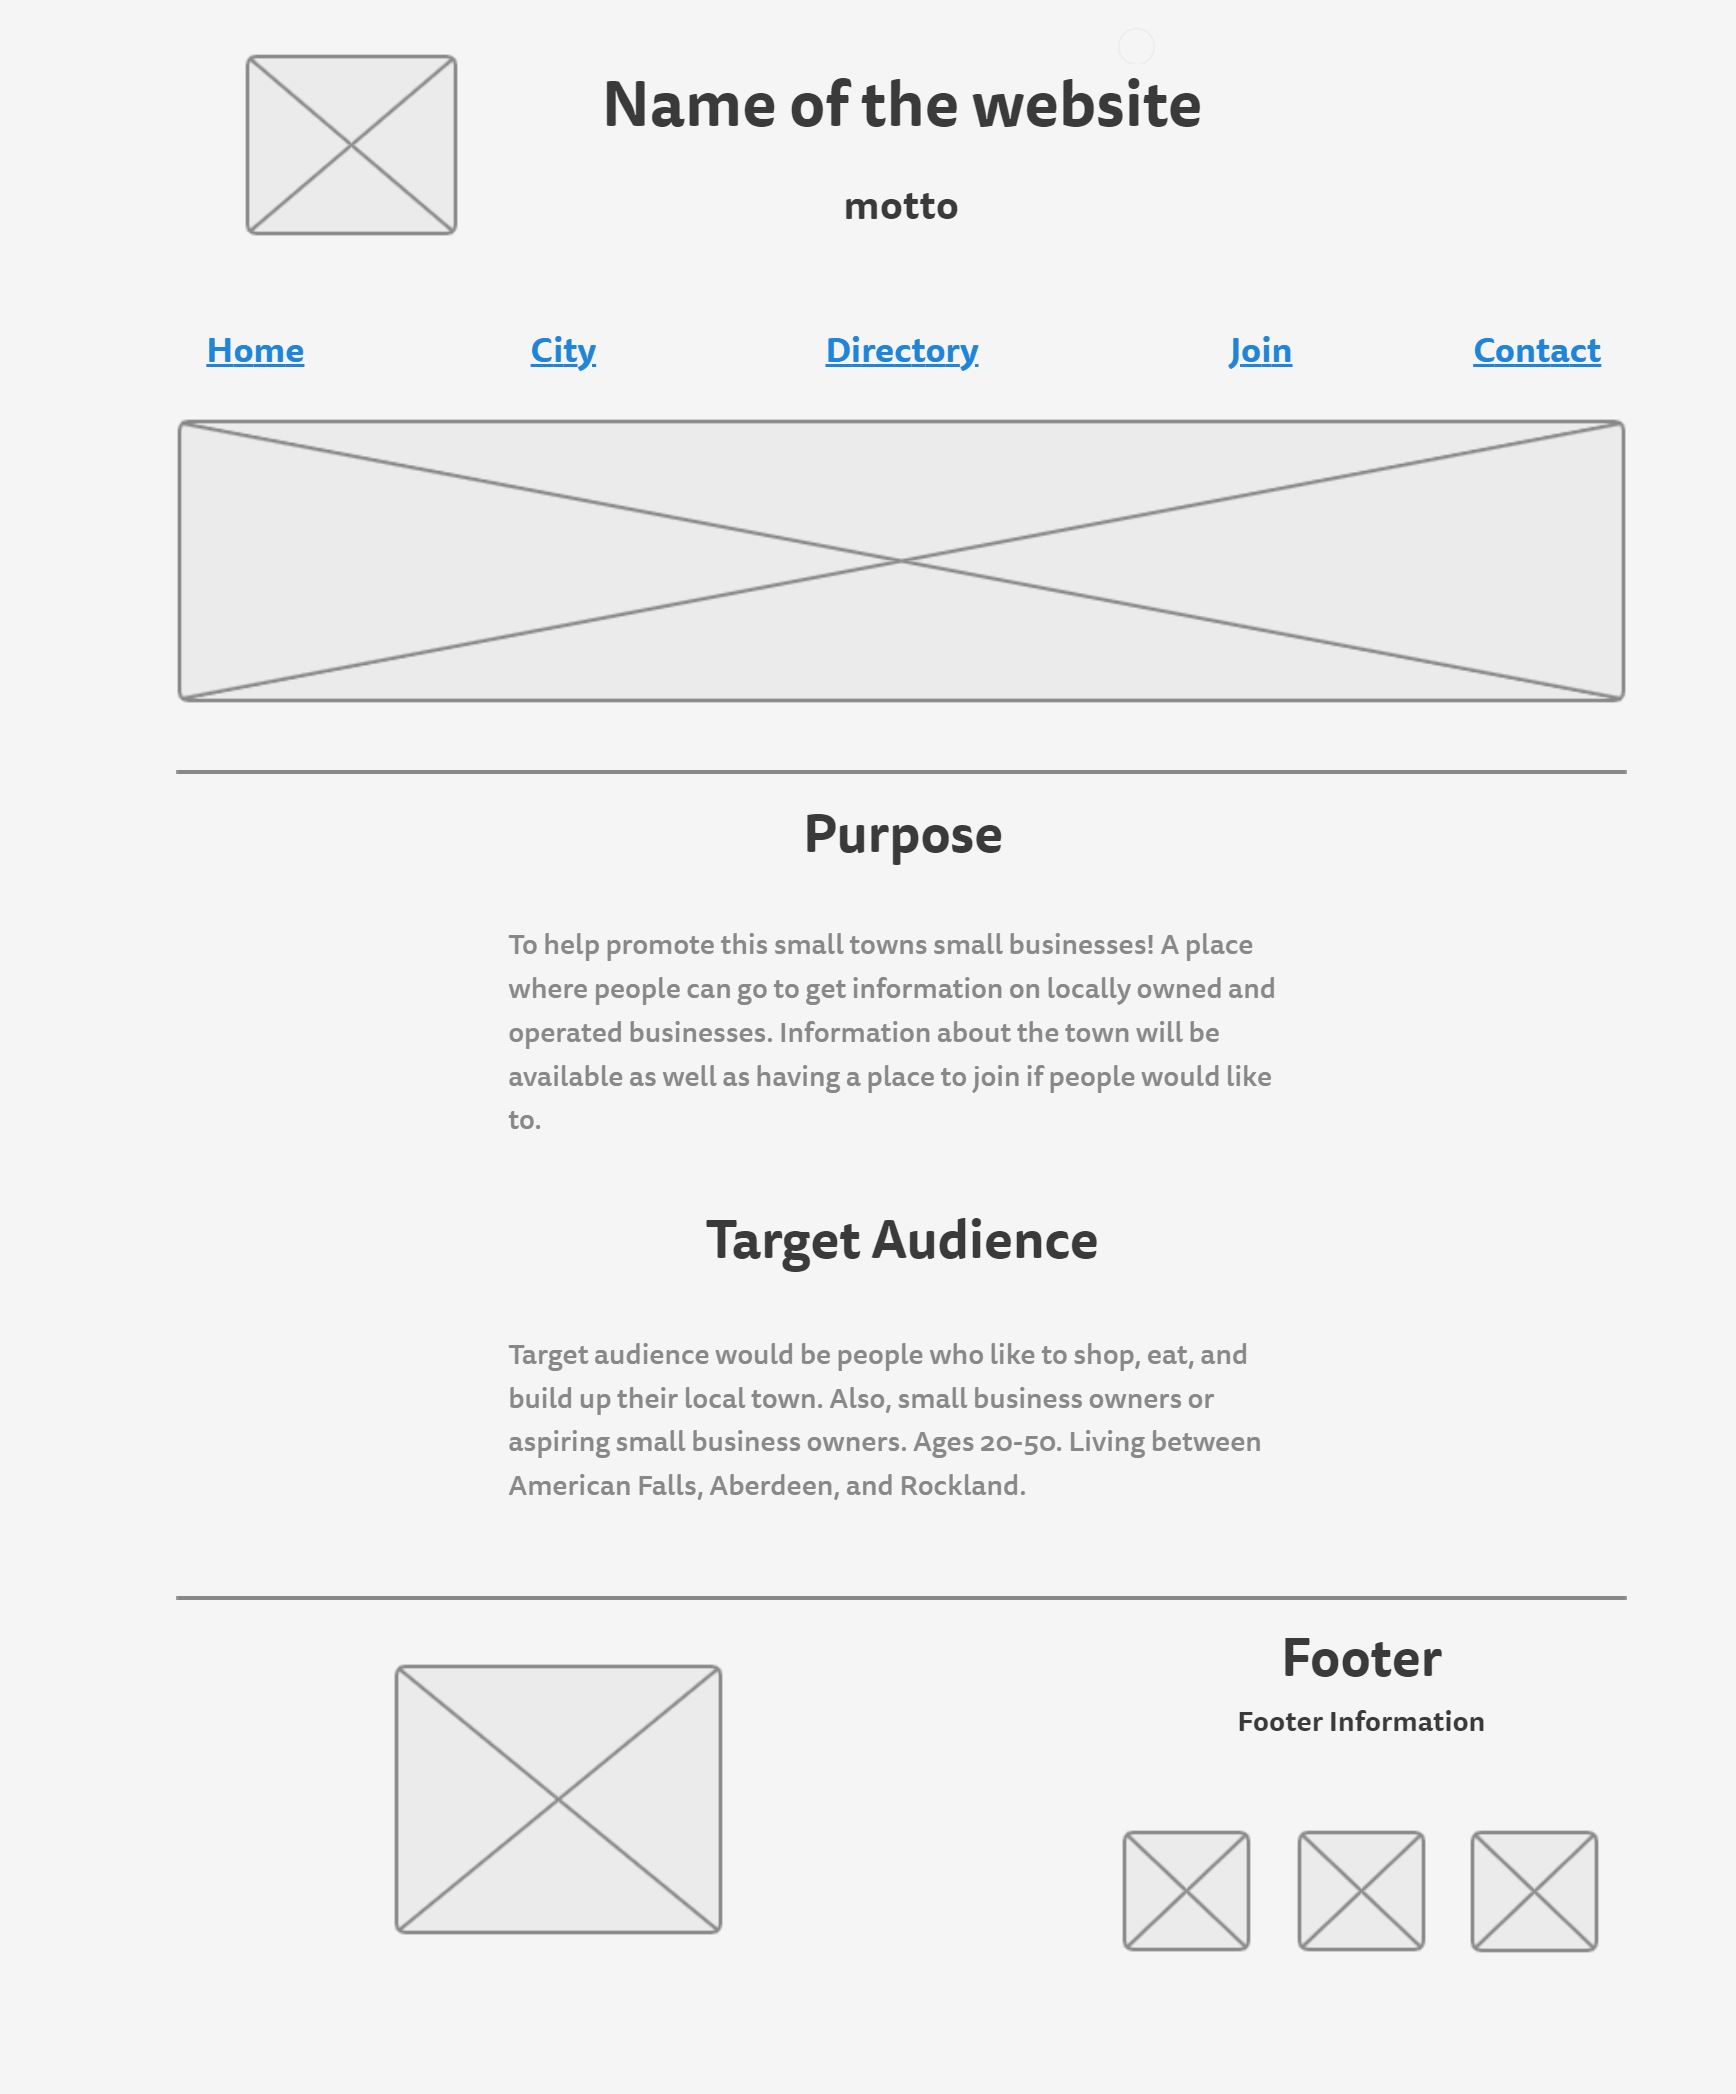 Name of the website
motto
Home City Directory Join Contact
Purpose
To help promote this small towns small businesses! A place
where people can go to get information on locally owned and
operated businesses. Information about the town will be
available as well as having a place to join if people would like
to.
Target Audience
Target audience would be people who like to shop, eat, and
build up their local town. Also, small business owners or
aspiring small business owners. Ages 20-50. Living between
American Falls, Aberdeen, and Rockland.
Footer
Footer Information